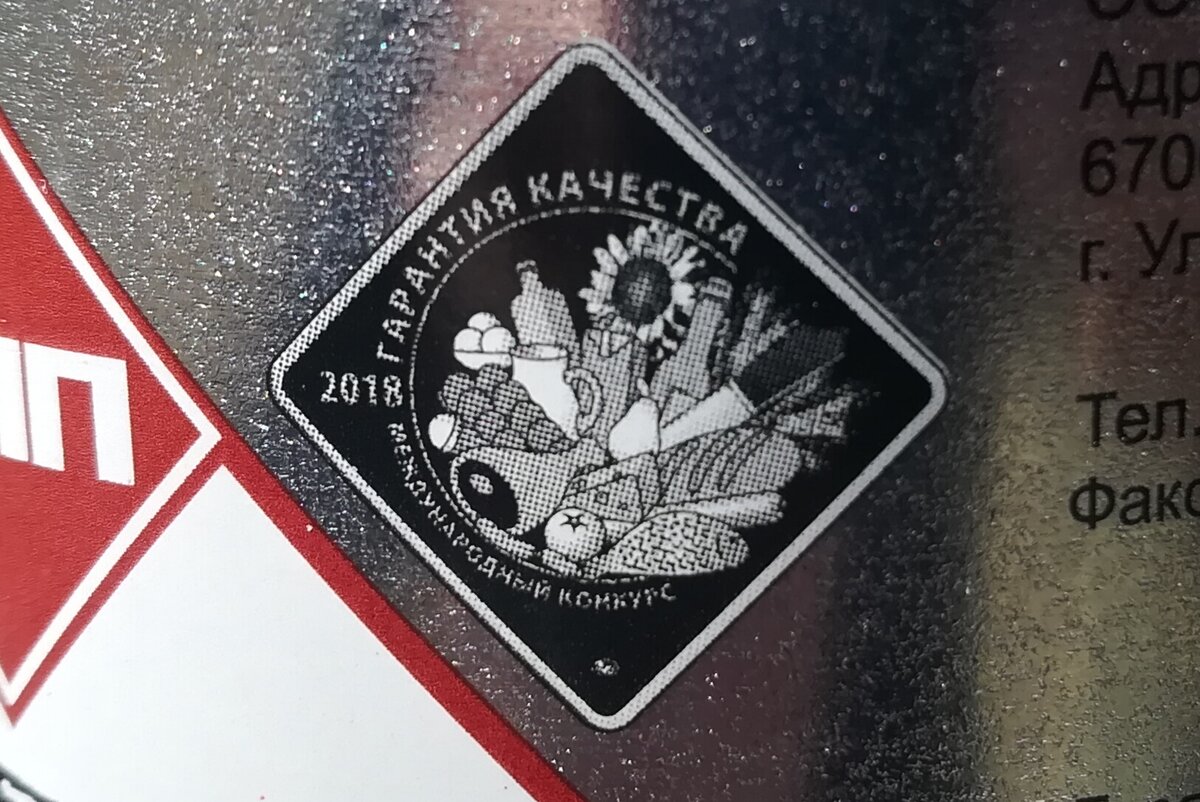 ГАРАНТИЯ КАЧЕСТВА
2018
МЕЖДУНАРОДНЫЙ КОНКУРС
Адр
670
г. Ул
Тел.
Факс